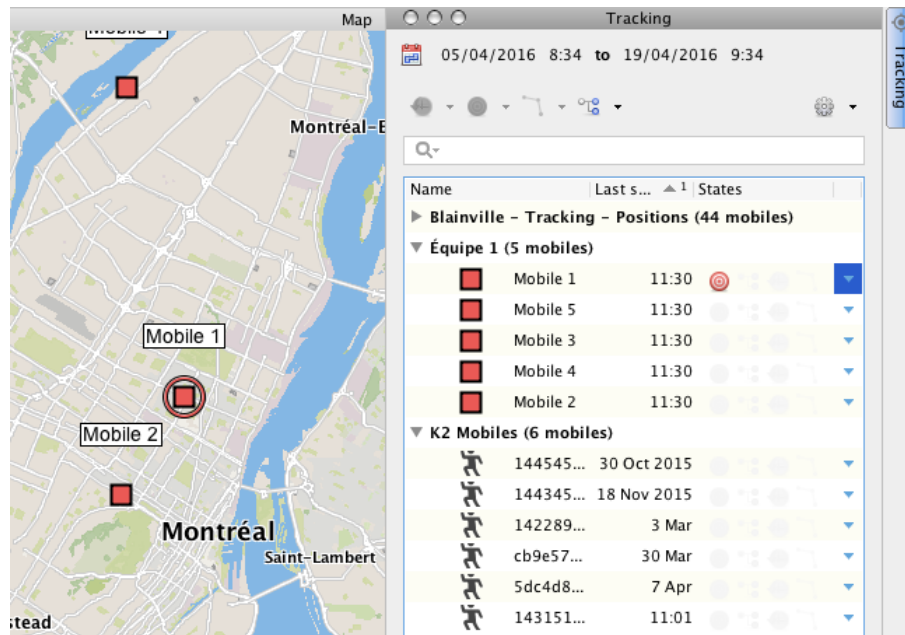 Map
Montréal-E
Mobile 1
Mobile 2
Montréal
Saint-Lambert
stead
Tracking
05/04/2016 8:34 to 19/04/2016 9:34
Name Last s... 1 States
Blainville - Tracking - Positions (44 mobiles)
Équipe 1 (5 mobiles)
Mobile 1 11:30
Mobile 5 11:30
Mobile 3 11:30
Mobile 4 11:30
Mobile 2 11:30
K2 Mobiles (6 mobiles)
144545... 30 Oct 2015
144345... 18 Nov 2015
142289... 3 Mar
cb9e57... 30 Mar
5dc4d8... 7 Apr
143151... 11:01
Tracking